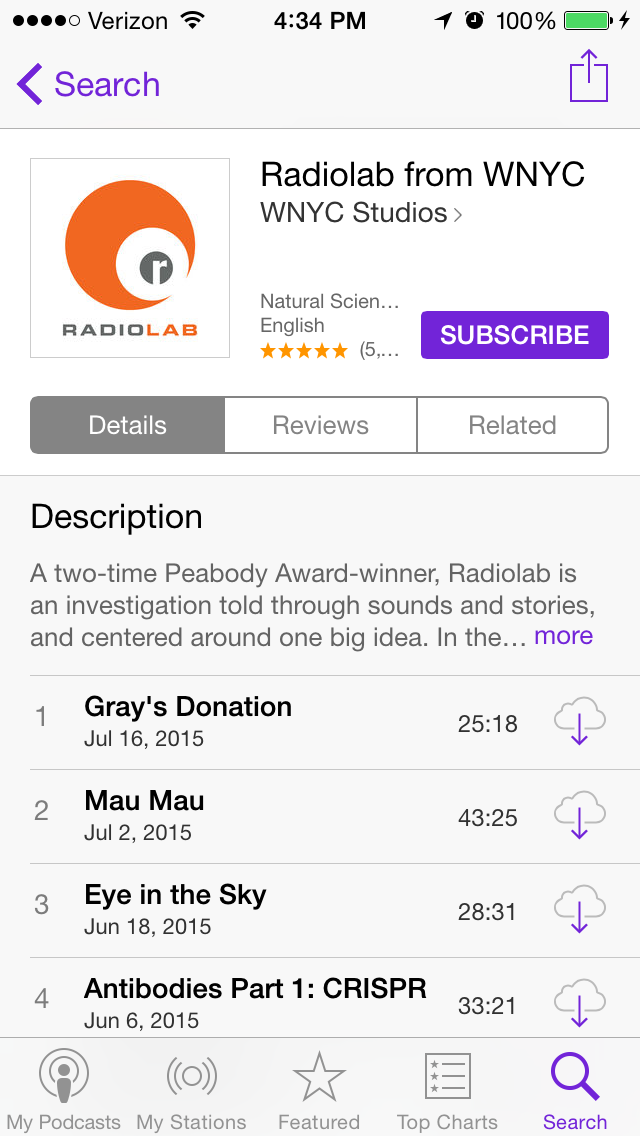 Verizon 4:34 PM 100%
Search
Radiolab from WNYC
WNYC Studios
r
RADIOLAB
Natural Scien...
English
(5,...
SUBSCRIBE
Details Reviews Related
Description
A two-time Peabody Award-winner, Radiolab is
an investigation told through sounds and stories,
and centered around one big idea. In the... more
1 Gray's Donation 25:18
Jul 16, 2015
2 Mau Mau 43:25
Jul 2, 2015
3 Eye in the Sky 28:31
Jun 18, 2015
4 Antibodies Part 1: CRISPR 33:21
Jun 6, 2015
My Podcasts My Stations Featured Top Charts Search